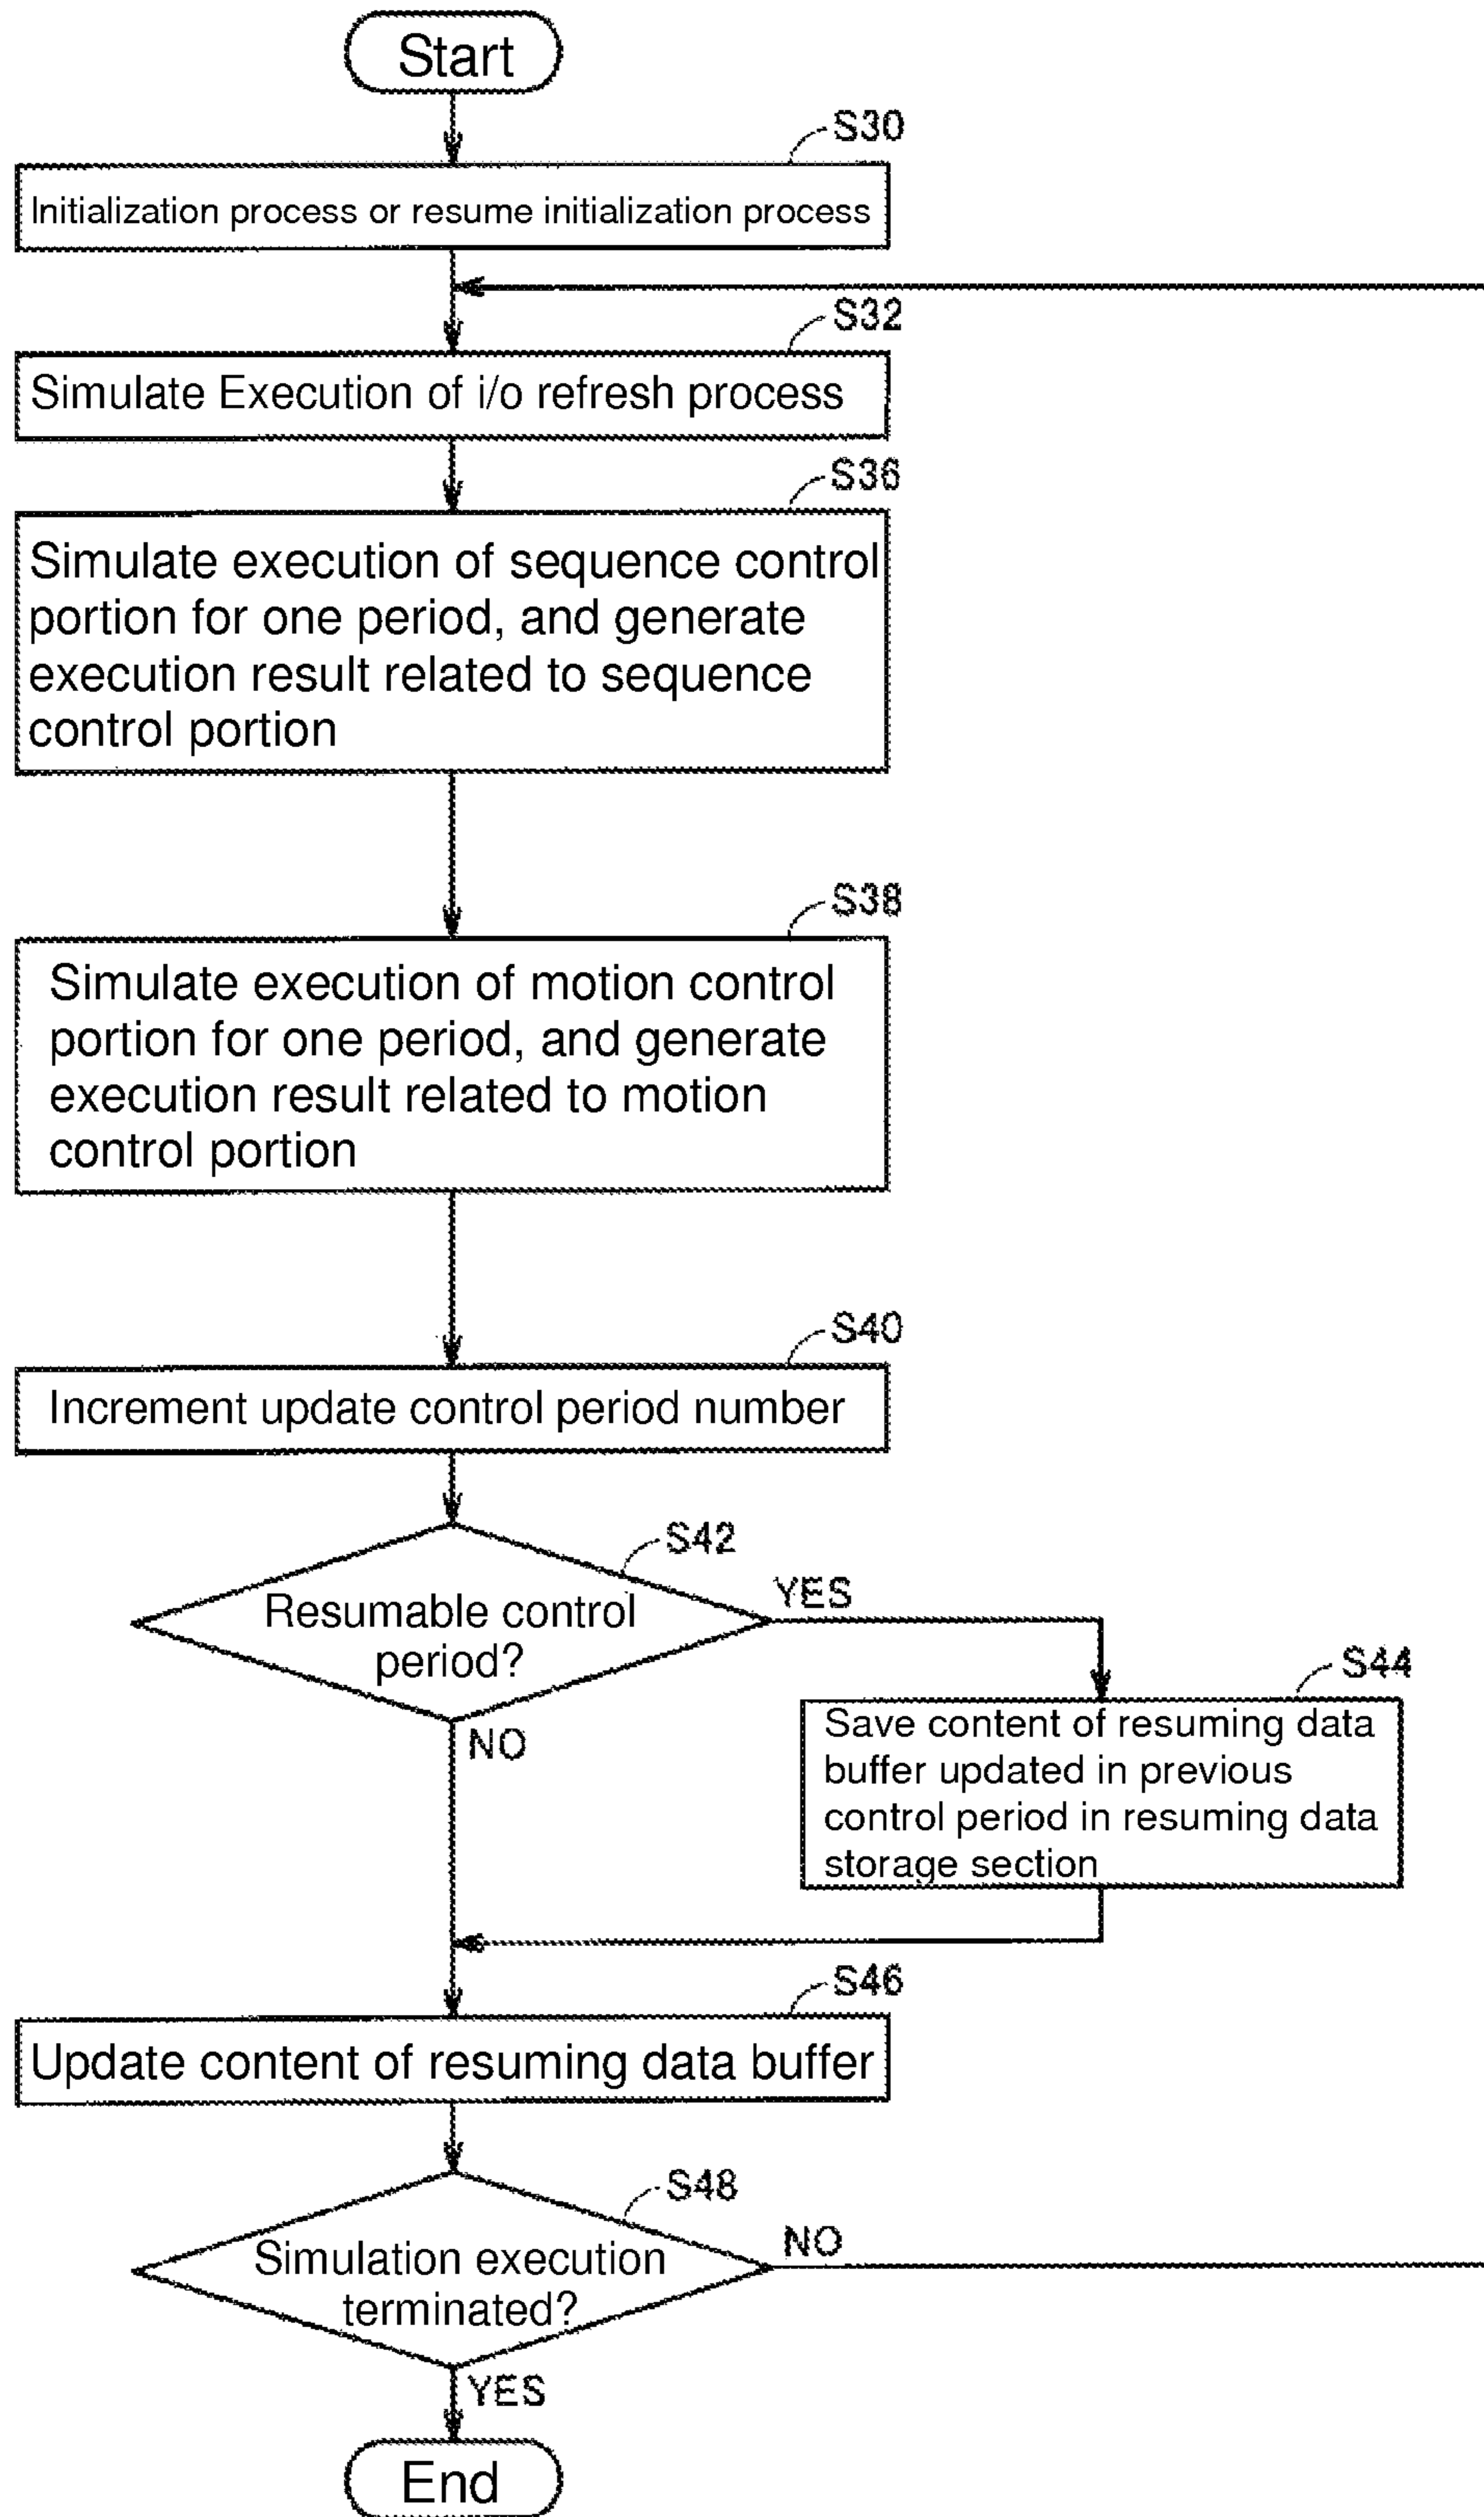 Start
S30
Initialization process or resume initialization process
S32
Simulate Execution of i/o refresh process
S36
Simulate execution of sequence control
portion for one period, and generate
execution result related to sequence
control portion
S38
Simulate execution of motion control
portion for one period, and generate
execution result related to motion
control portion
S40
Increment update control period number
S42
Resumable control
period?
YES
NO
S44
Save content of resuming data
buffer updated in previous
control period in resuming data
storage section
S46
Update content of resuming data buffer
S48
Simulation execution
terminated?
NO
YES
End